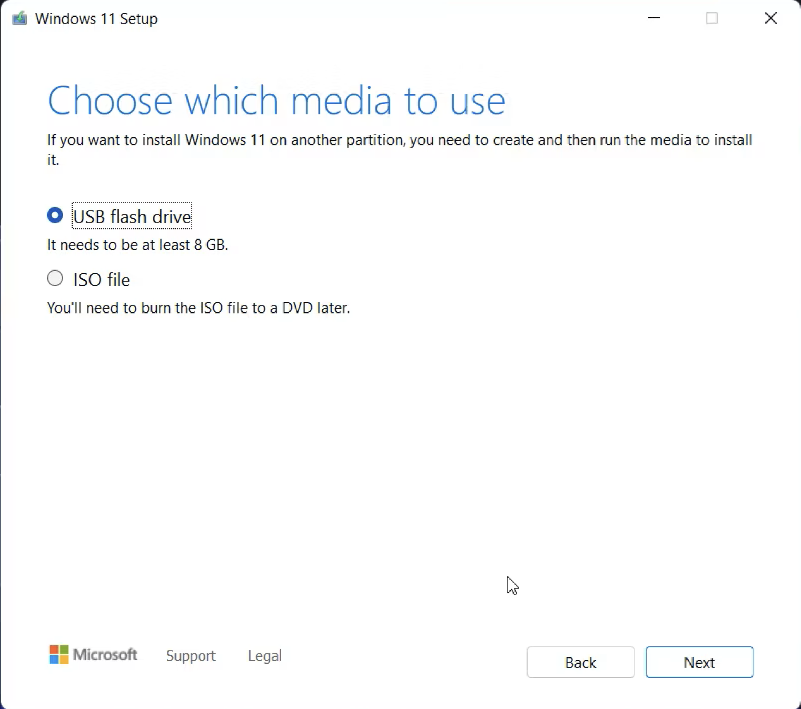 Windows 11 Setup
Choose which media to use
If you want to install Windows 11 on another partition, you need to create and then run the media to install
it.
USB flash drive
It needs to be at least 8 GB.
ISO file
You'll need to burn the ISO file to a DVD later.
Microsoft Support Legal Back Next